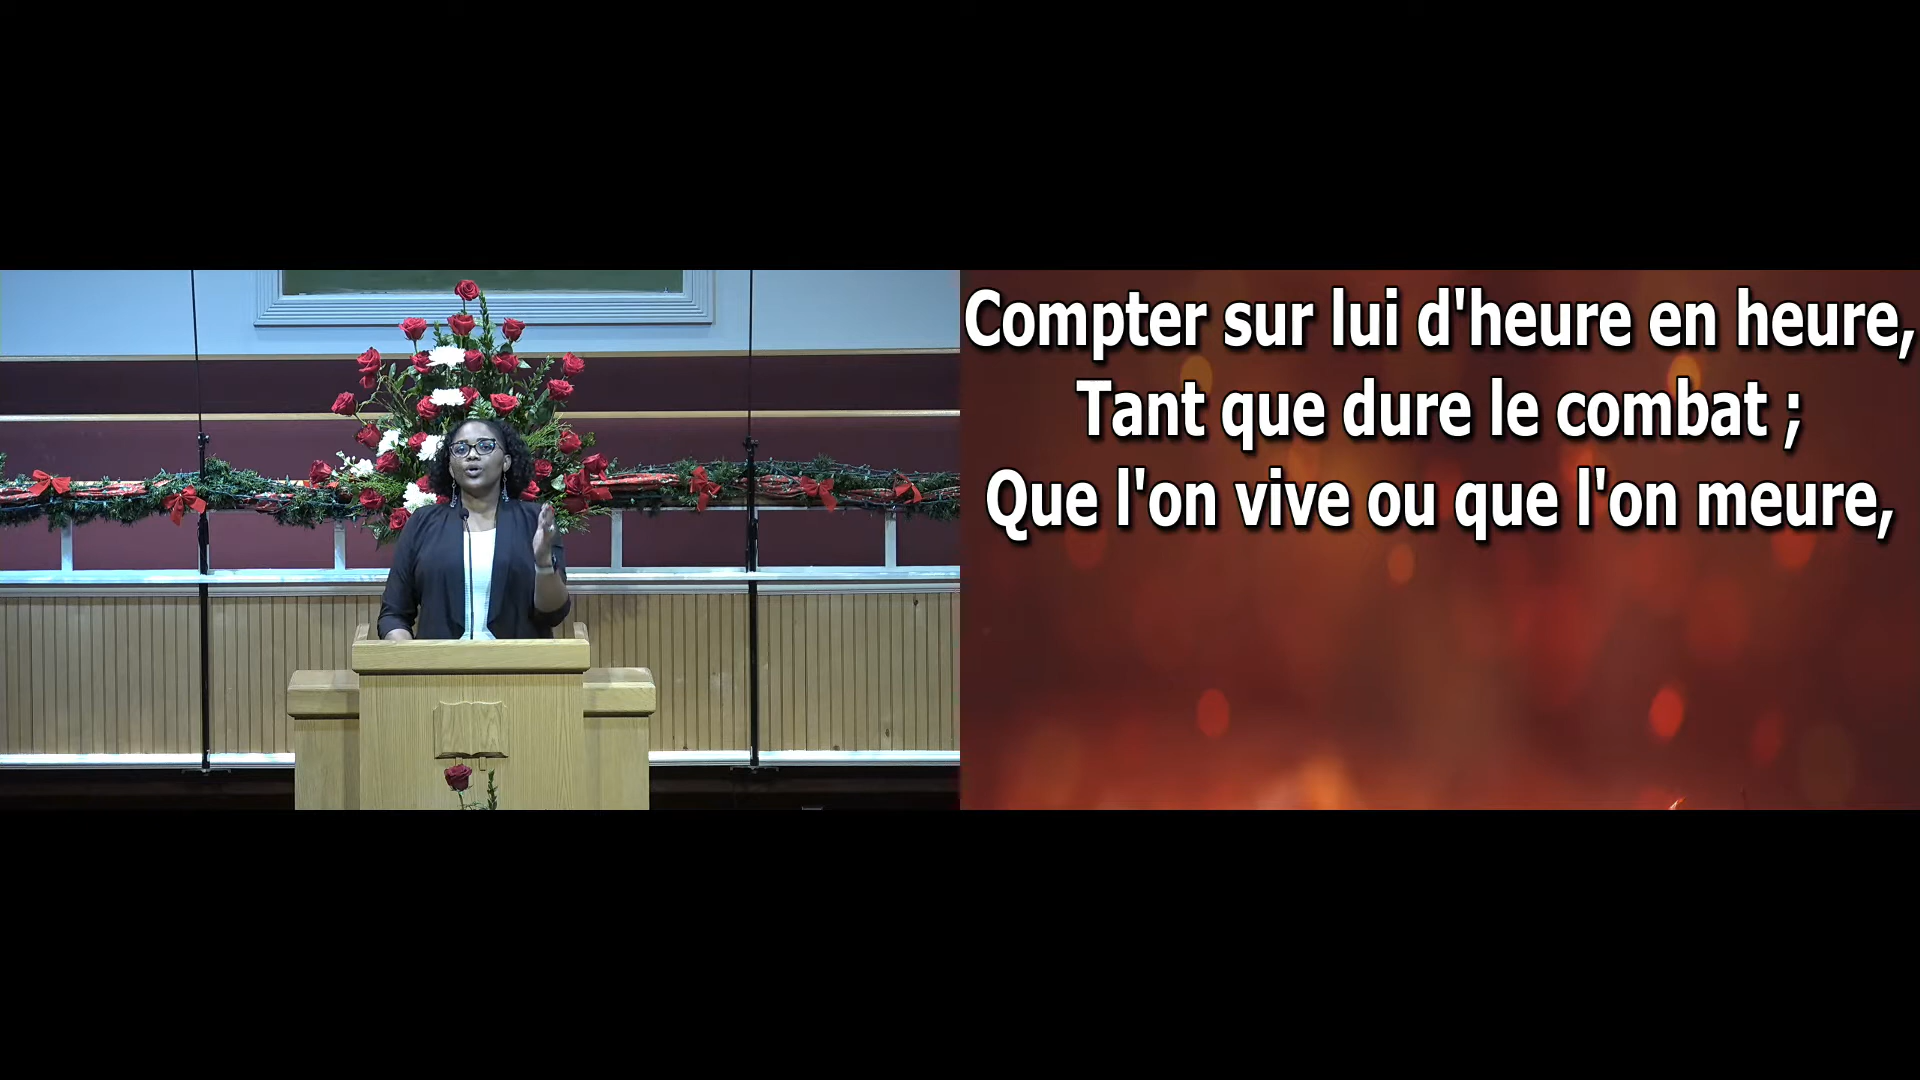 Compter sur lui d'heure en heure,
Tant que dure le combat ;
Que l'on vive ou que l'on meure,